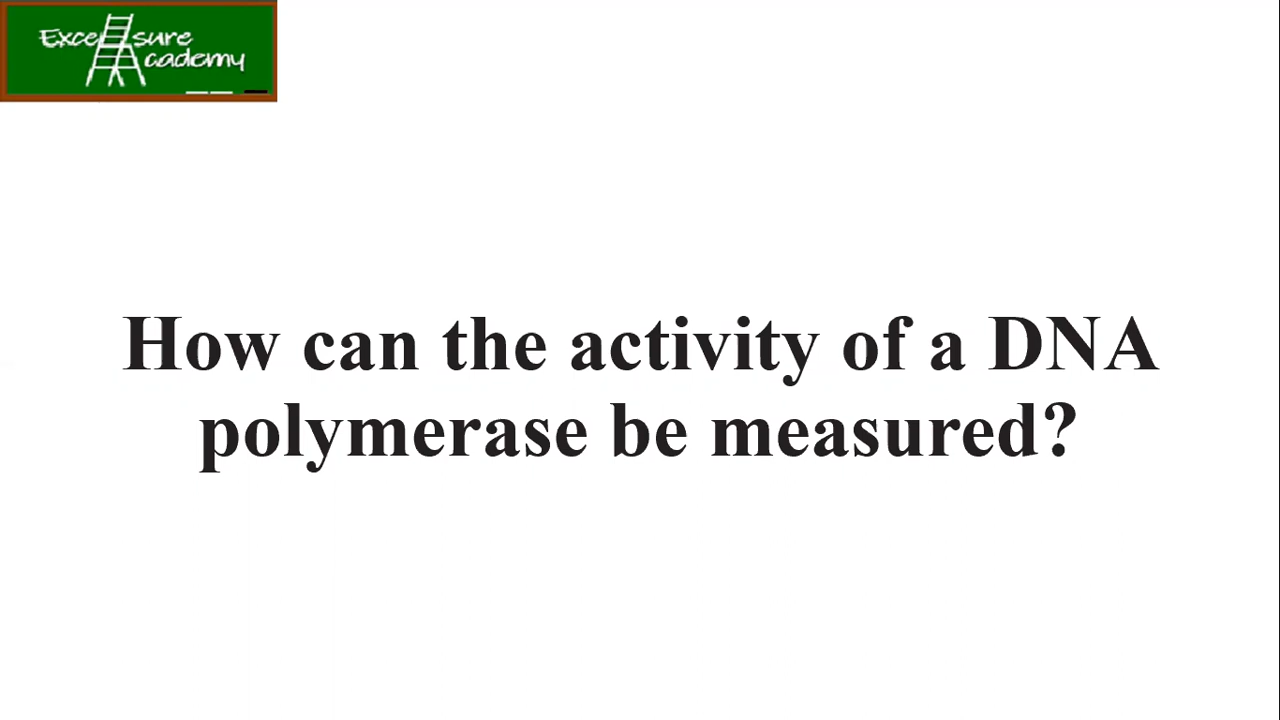 Excel sure
Academy
How can the activity of a DNA
polymerase be measured?